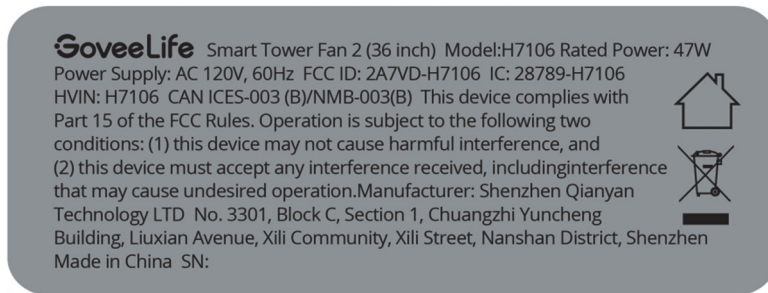 GoveeLife Smart Tower Fan 2 (36 inch) Model:H7106 Rated Power: 47W
Power Supply: AC 120V, 60Hz FCC ID: 2A7VD-H7106 IC: 28789-H7106
HVIN: H7106 CAN ICES-003 (B)/NMB-003(B) This device complies with
Part 15 of the FCC Rules. Operation is subject to the following two
conditions: (1) this device may not cause harmful interference, and
(2) this device must accept any interference received, includinginterference
that may cause undesired operation.Manufacturer: Shenzhen Qianyan
Technology LTD No. 3301, Block C, Section 1, Chuangzhi Yuncheng
Building, Liuxian Avenue, Xili Community, Xili Street, Nanshan District, Shenzhen
Made in China SN: